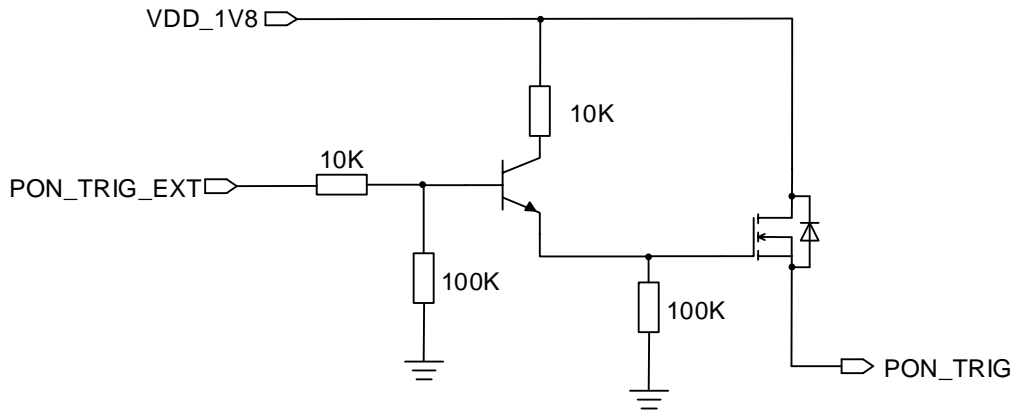 VDD_1V8
10K
10K
PON_TRIG_EXT
100K
100K
PON_TRIG